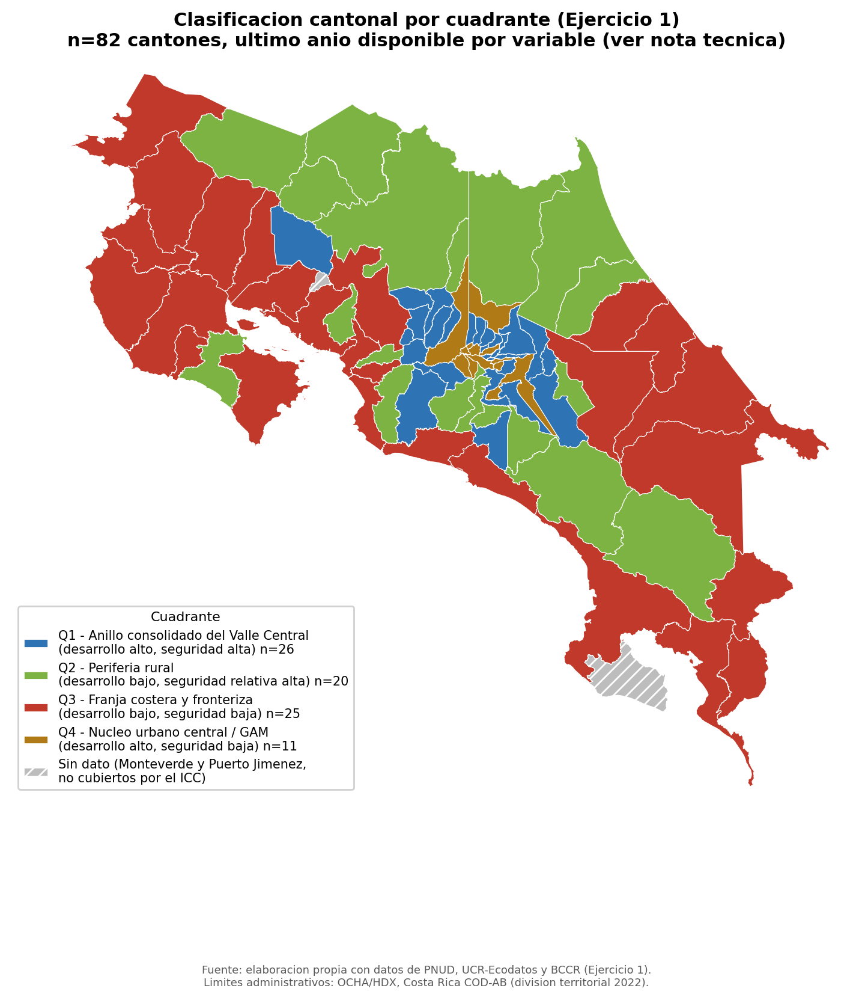 Clasificacion cantonal por cuadrante (Ejercicio 1)
n=82 cantones, ultimo anio disponible por variable (ver nota tecnica)
Cuadrante
Q1 - Anillo consolidado del Valle Central
(desarrollo alto, seguridad alta) n=26
Q2 - Periferia rural
(desarrollo bajo, seguridad relativa alta) n=20
Q3 - Franja costera y fronteriza
(desarrollo bajo, seguridad baja) n=25
Q4 - Nucleo urbano central / GAM
(desarrollo alto, seguridad baja) n=11
Sin dato (Monteverde y Puerto Jimenez,
no cubiertos por el ICC)
Fuente: elaboracion propia con datos de PNUD, UCR-Ecodatos y BCCR (Ejercicio 1).
Limites administrativos: OCHA/HDX, Costa Rica COD-AB (division territorial 2022).